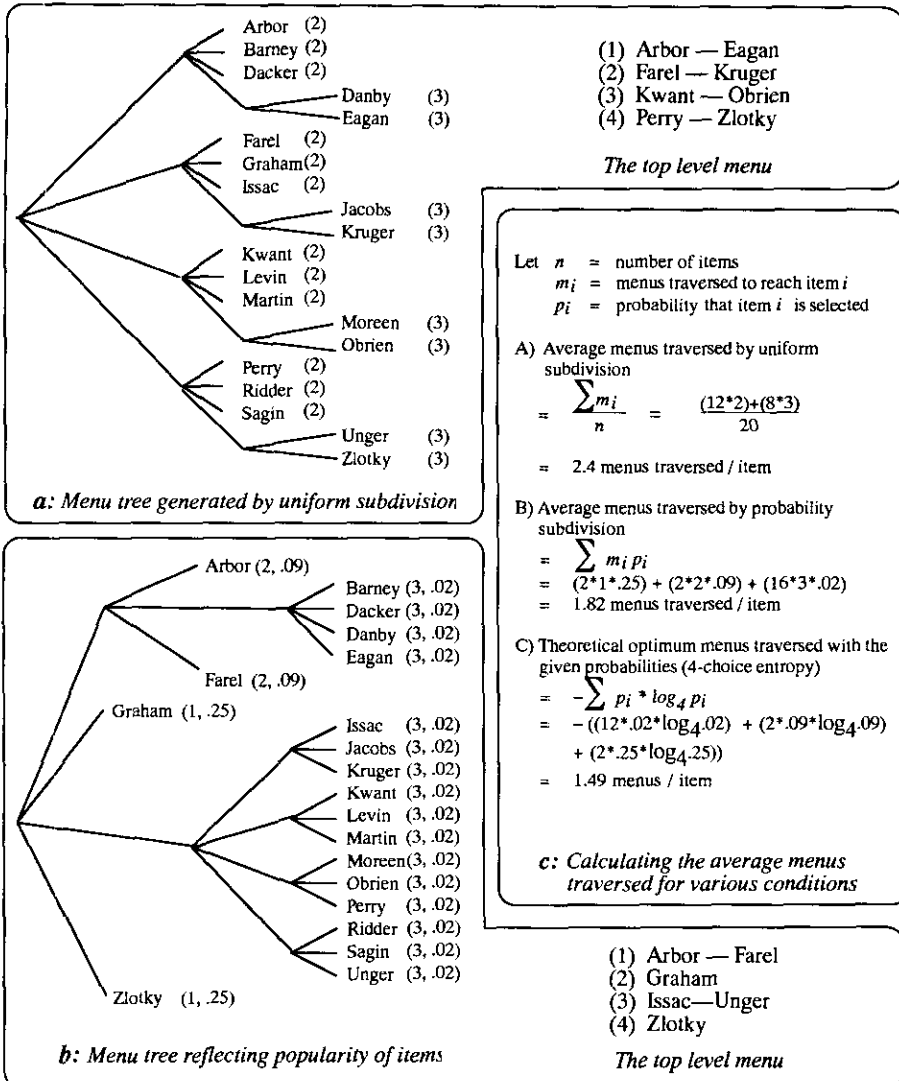 Arbor (2)
Barney (2)
Dacker (2)
Danby (3)
Eagan (3)
Farel (2)
Graham(2)
Issac (2)
Jacobs (3)
Kruger (3)
Kwant (2)
Levin (2)
Martin (2)
Moreen (3)
Obrien (3)
Perry (2)
Ridder (2)
Sagin (2)
Unger (3)
Zlotky (3)
a: Menu tree generated by uniform subdivision
(1) Arbor — Eagan
(2) Farel — Kruger
(3) Kwant — Obrien
(4) Perry — Zlotky
The top level menu
Let n = number of items
m_i = menus traversed to reach item i
p_i = probability that item i is selected
A) Average menus traversed by uniform
subdivision
= ∑m_i / n = (12*2)+(8*3) / 20
= 2.4 menus traversed / item
B) Average menus traversed by probability
subdivision
= ∑ m_i p_i
= (2*1*.25) + (2*2*.09) + (16*3*.02)
= 1.82 menus traversed / item
C) Theoretical optimum menus traversed with the
given probabilities (4-choice entropy)
= -∑ p_i * log₄ p_i
= -((12*.02*log₄.02) + (2*.09*log₄.09)
+ (2*.25*log₄.25))
= 1.49 menus / item
c: Calculating the average menus
traversed for various conditions
Arbor (2, .09)
Barney (3, .02)
Dacker (3, .02)
Danby (3, .02)
Eagan (3, .02)
Farel (2, .09)
Graham (1, .25)
Issac (3, .02)
Jacobs (3, .02)
Kruger (3, .02)
Kwant (3, .02)
Levin (3, .02)
Martin (3, .02)
Moreen(3, .02)
Obrien (3, .02)
Perry (3, .02)
Ridder (3, .02)
Sagin (3, .02)
Unger (3, .02)
Zlotky (1, .25)
b: Menu tree reflecting popularity of items
(1) Arbor — Farel
(2) Graham
(3) Issac—Unger
(4) Zlotky
The top level menu